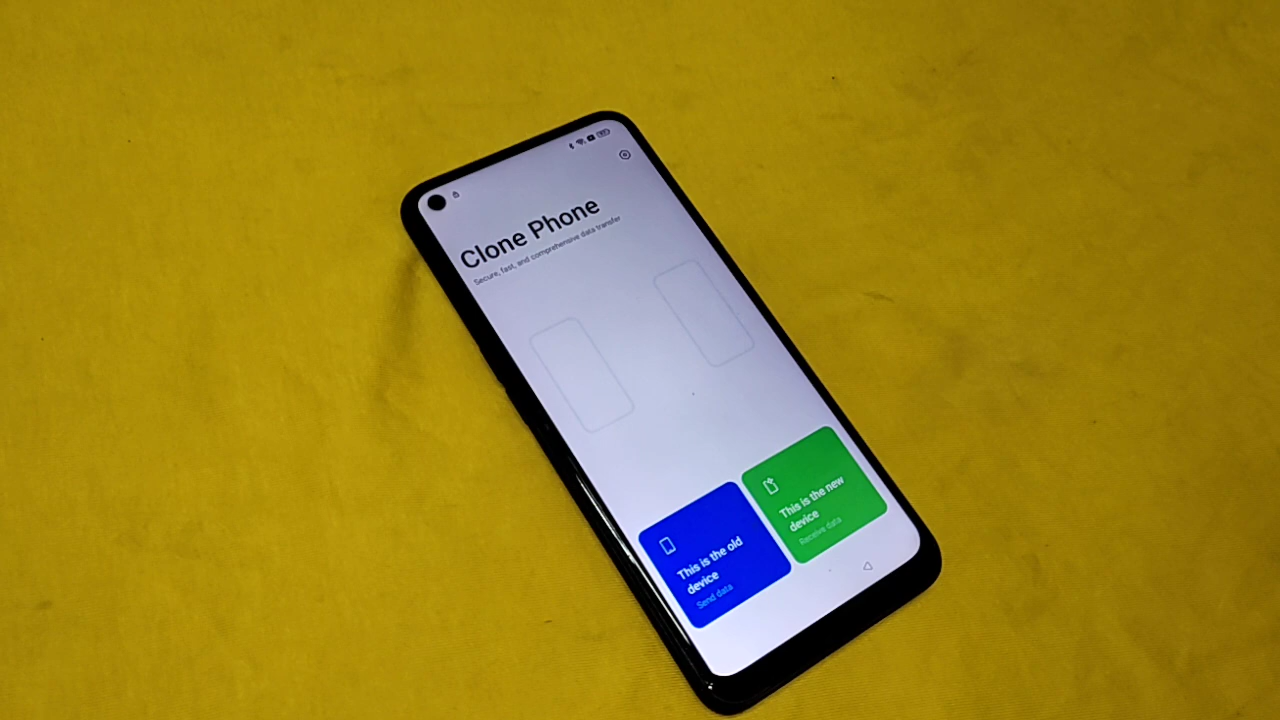 Clone Phone
Secure, fast, and comprehensive data transfer
This is the old
device
Send data
This is the new
device
Receive data